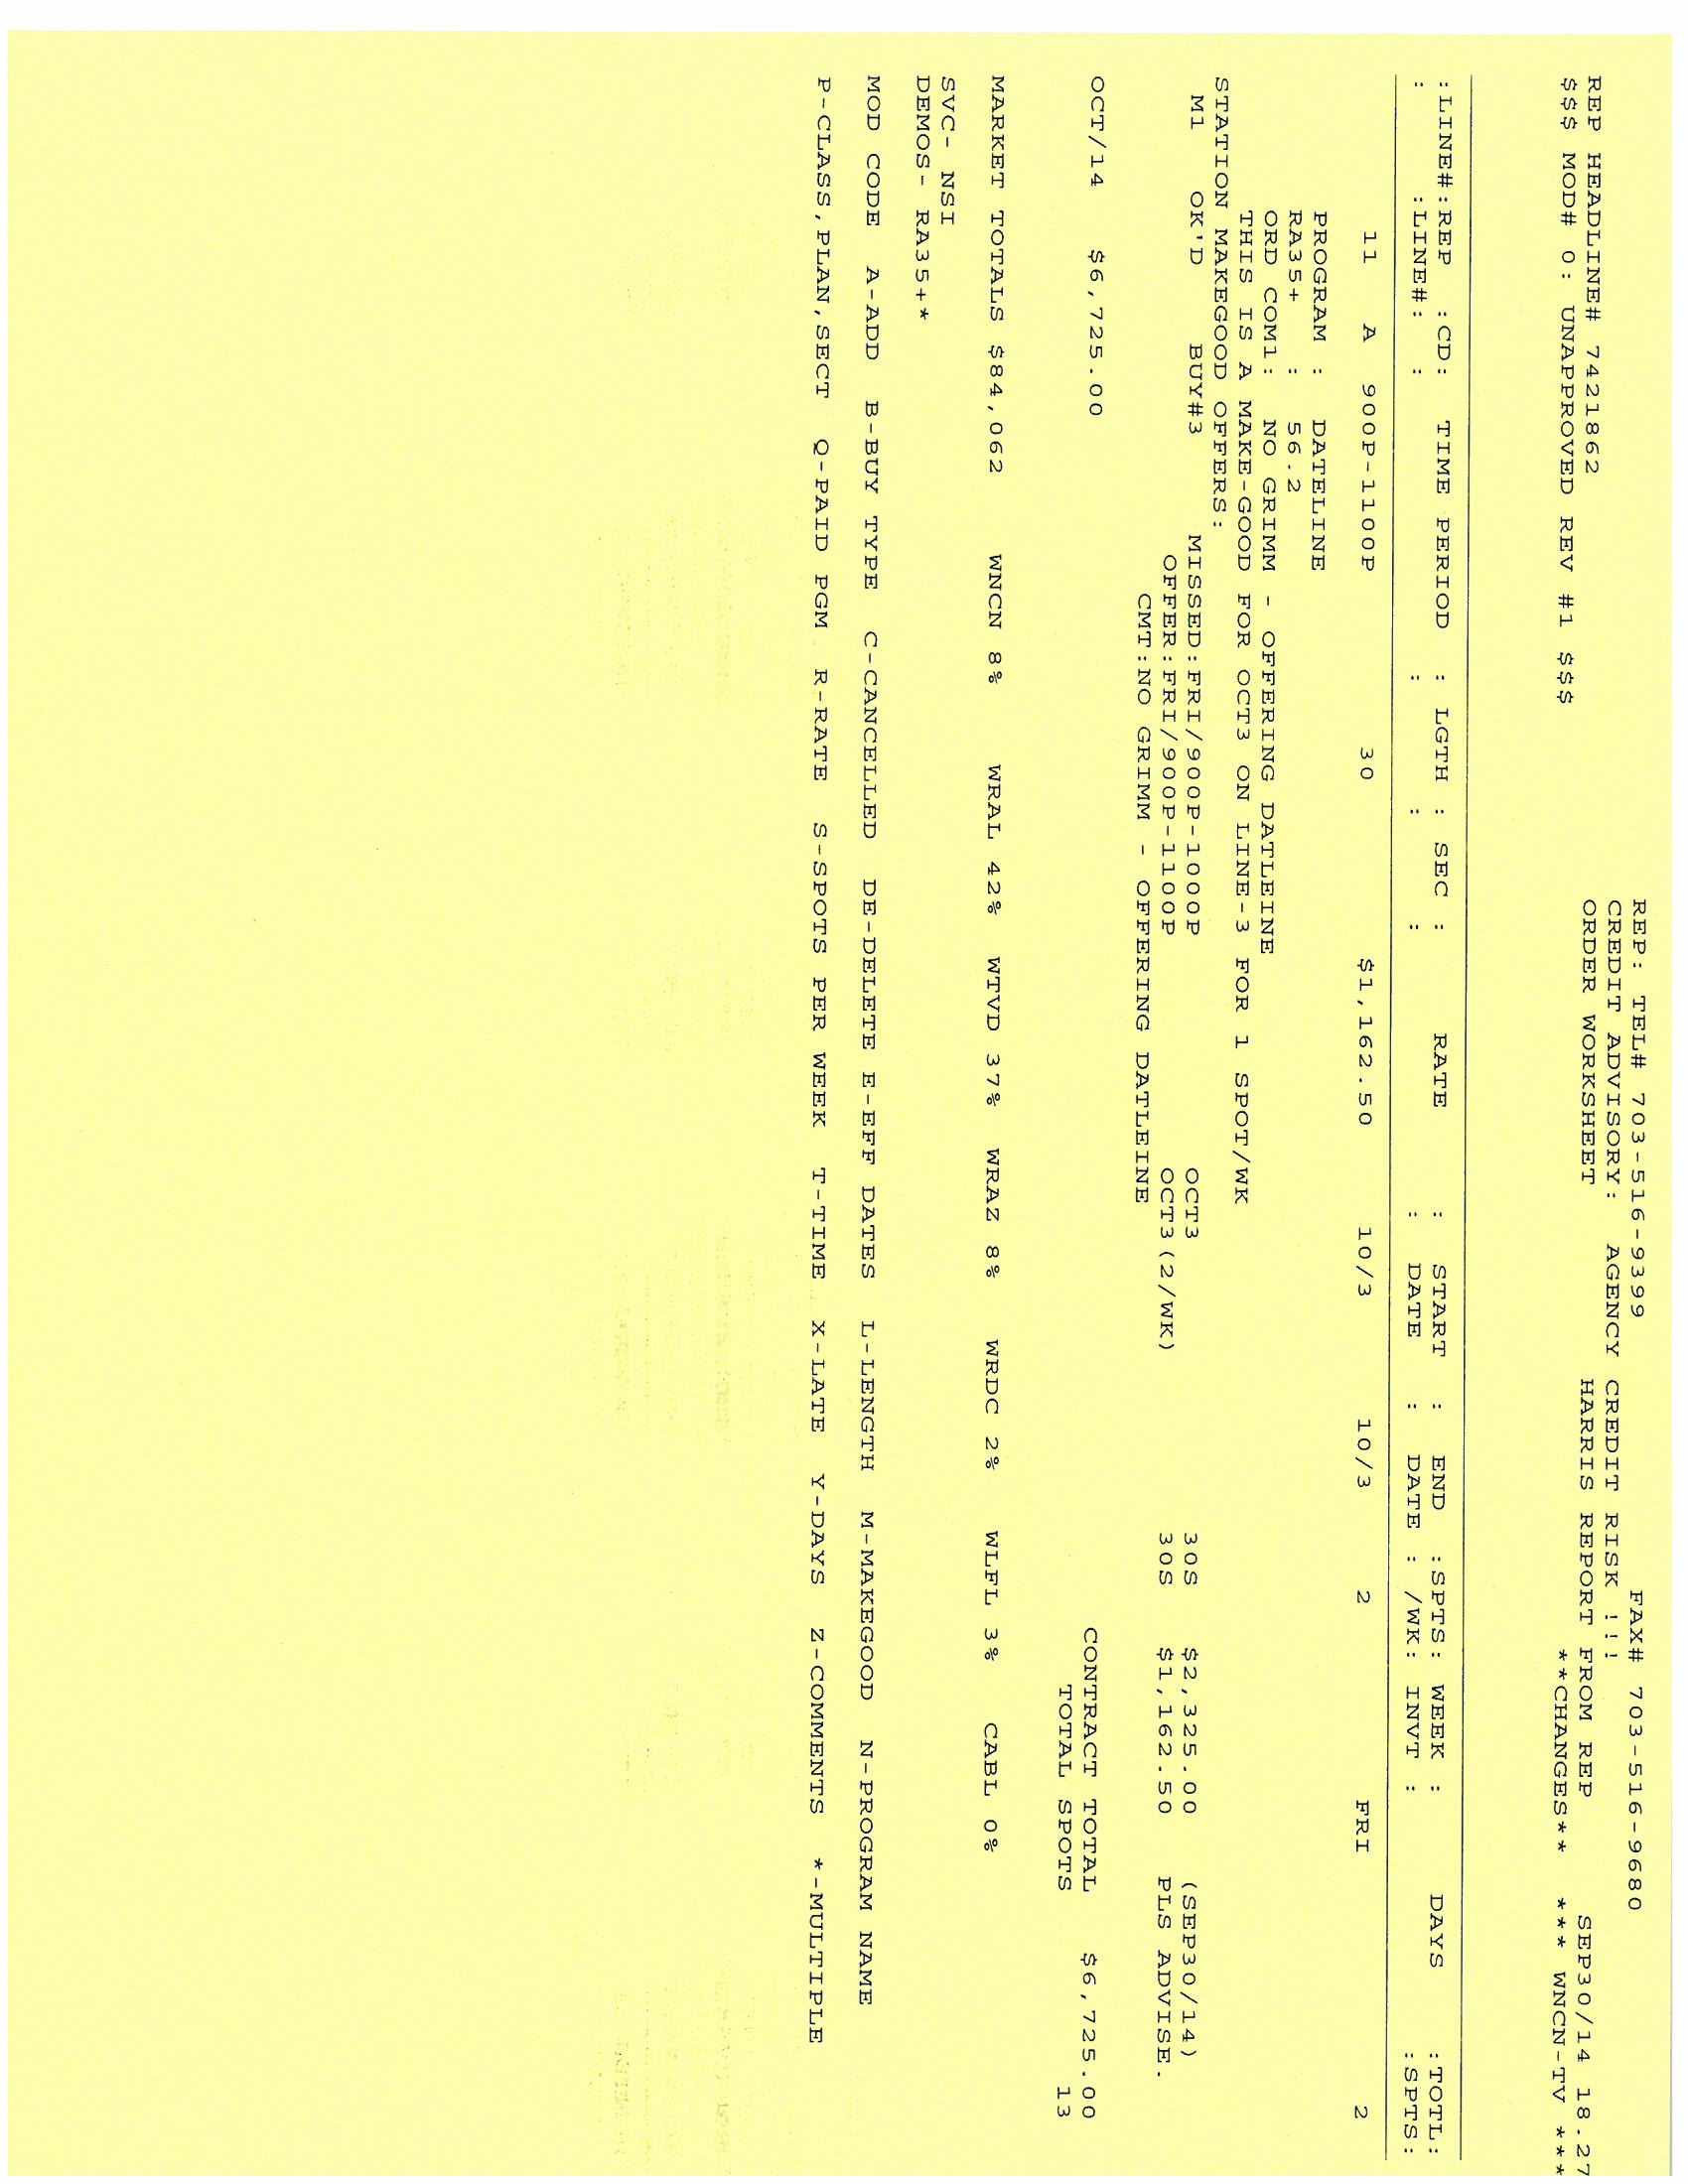 REP: TEL# 703-516-9399 FAX# 703-516-9680
CREDIT ADVISORY: AGENCY CREDIT RISK !!!
REP HEADLINE# 7421862 ORDER WORKSHEET HARRIS REPORT FROM REP SEP30/14 18.27
$$$ MOD# 0: UNAPPROVED REV #1 $$$ **CHANGES** *** WNCN-TV ***
:LINE#:REP :CD: TIME PERIOD : LGTH : SEC : RATE : START : END :SPTS: WEEK : DAYS :TOTL:
: :LINE#: : : : : : DATE : DATE : /WK: INVT : :SPTS:
11 A 900P-1100P 30 $1,162.50 10/3 10/3 2 FRI 2
PROGRAM : DATELINE
RA35+ : 56.2
ORD COM1: NO GRIMM - OFFERING DATLEINE
THIS IS A MAKE-GOOD FOR OCT3 ON LINE-3 FOR 1 SPOT/WK
STATION MAKEGOOD OFFERS:
M1 OK'D BUY#3 MISSED:FRI/900P-1000P OCT3 30S $2,325.00 (SEP30/14)
OFFER:FRI/900P-1100P OCT3(2/WK) 30S $1,162.50 PLS ADVISE.
CMT:NO GRIMM - OFFERING DATLEINE
OCT/14 $6,725.00 CONTRACT TOTAL $6,725.00
TOTAL SPOTS 13
MARKET TOTALS $84,062 WNCN 8% WRAL 42% WTVD 37% WRAZ 8% WRDC 2% WLFL 3% CABL 0%
SVC- NSI
DEMOS- RA35+*
MOD CODE A-ADD B-BUY TYPE C-CANCELLED DE-DELETE E-EFF DATES L-LENGTH M-MAKEGOOD N-PROGRAM NAME
P-CLASS,PLAN,SECT Q-PAID PGM R-RATE S-SPOTS PER WEEK T-TIME X-LATE Y-DAYS Z-COMMENTS *-MULTIPLE